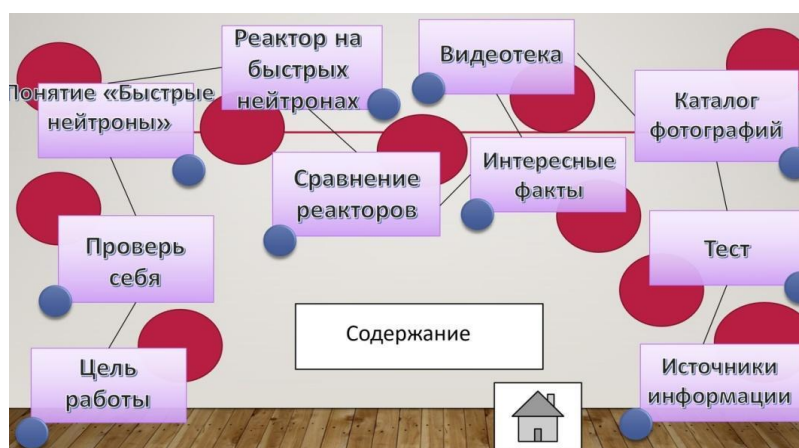 Реактор на
быстрых
нейтронах
Видеотека
Понятие «Быстрые
нейтроны»
Каталог
фотографий
Сравнение
реакторов
Интересные
факты
Проверь
себя
Тест
Содержание
Цель
работы
Источники
информации